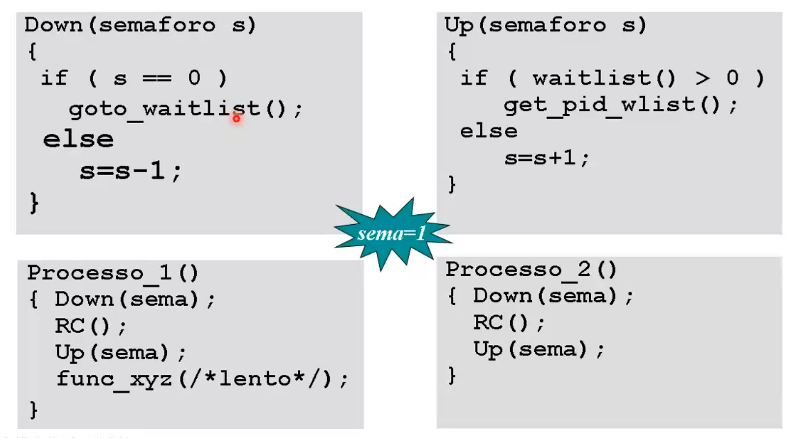 Down(semaforo s)
{
if ( s == 0 )
goto_waitlist();
else
s=s-1;
}
Up(semaforo s)
{
if ( waitlist() > 0 )
get_pid_wlist();
else
s=s+1;
}
sema=1
Processo_1()
{ Down(sema);
RC();
Up(sema);
func_xyz(/*lento*/);
}
Processo_2()
{ Down(sema);
RC();
Up(sema);
}